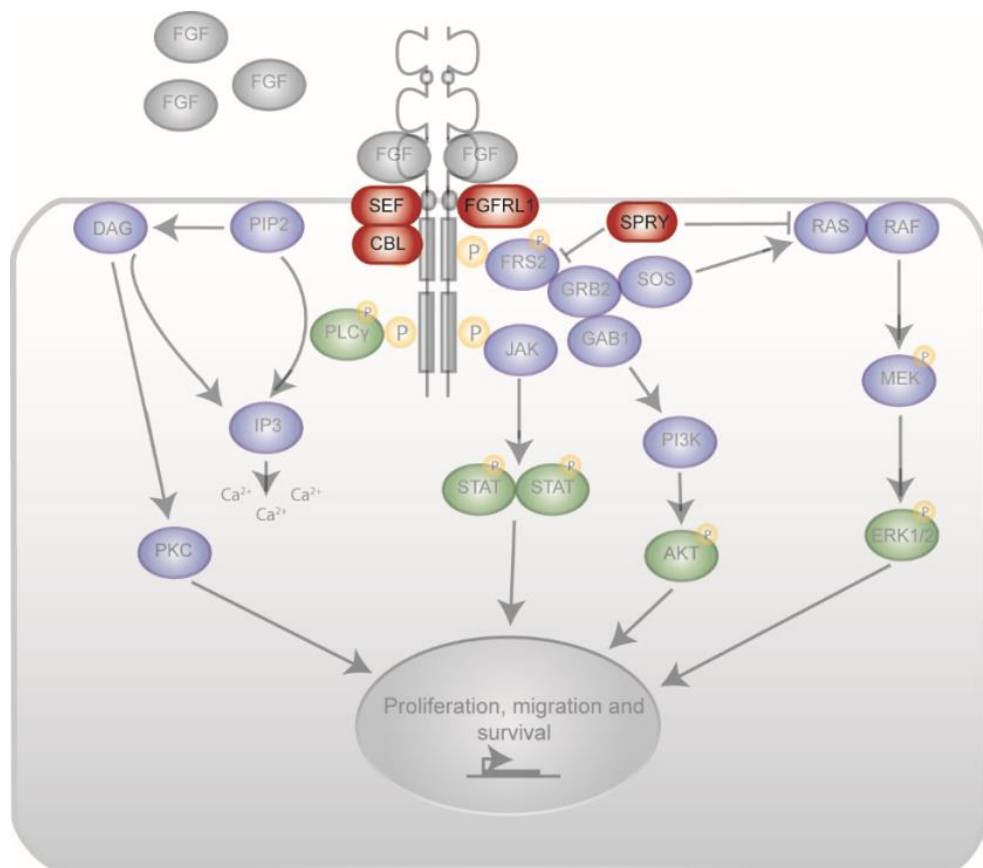 FGF
FGF
FGF
FGF FGF
SEF FGFRL1
CBL
SPRY
DAG PIP2
RAS RAF
P P
FRS2
SOS
GRB2
P
PLCγ P
P
JAK
GAB1
P
MEK
IP3
PI3K
P P
STAT STAT
Ca²⁺ Ca²⁺
Ca²⁺
P
ERK1/2
P
AKT
PKC
Proliferation, migration and
survival